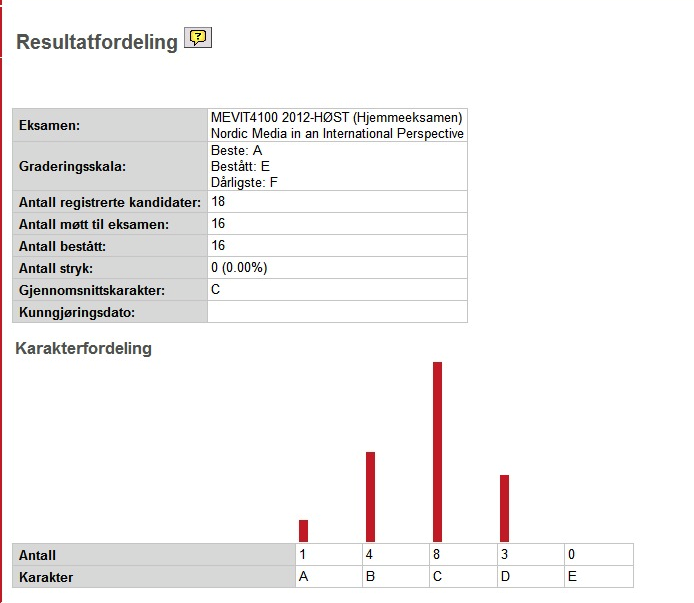 Resultatfordeling ?
Eksamen: MEVIT4100 2012-HØST (Hjemmeeksamen)
Nordic Media in an International Perspective
Graderingsskala: Beste: A
Bestått: E
Dårligste: F
Antall registrerte kandidater: 18
Antall møtt til eksamen: 16
Antall bestått: 16
Antall stryk: 0 (0.00%)
Gjennomsnittskarakter: C
Kunngjøringsdato:
Karakterfordeling
Antall 1 4 8 3 0
Karakter A B C D E